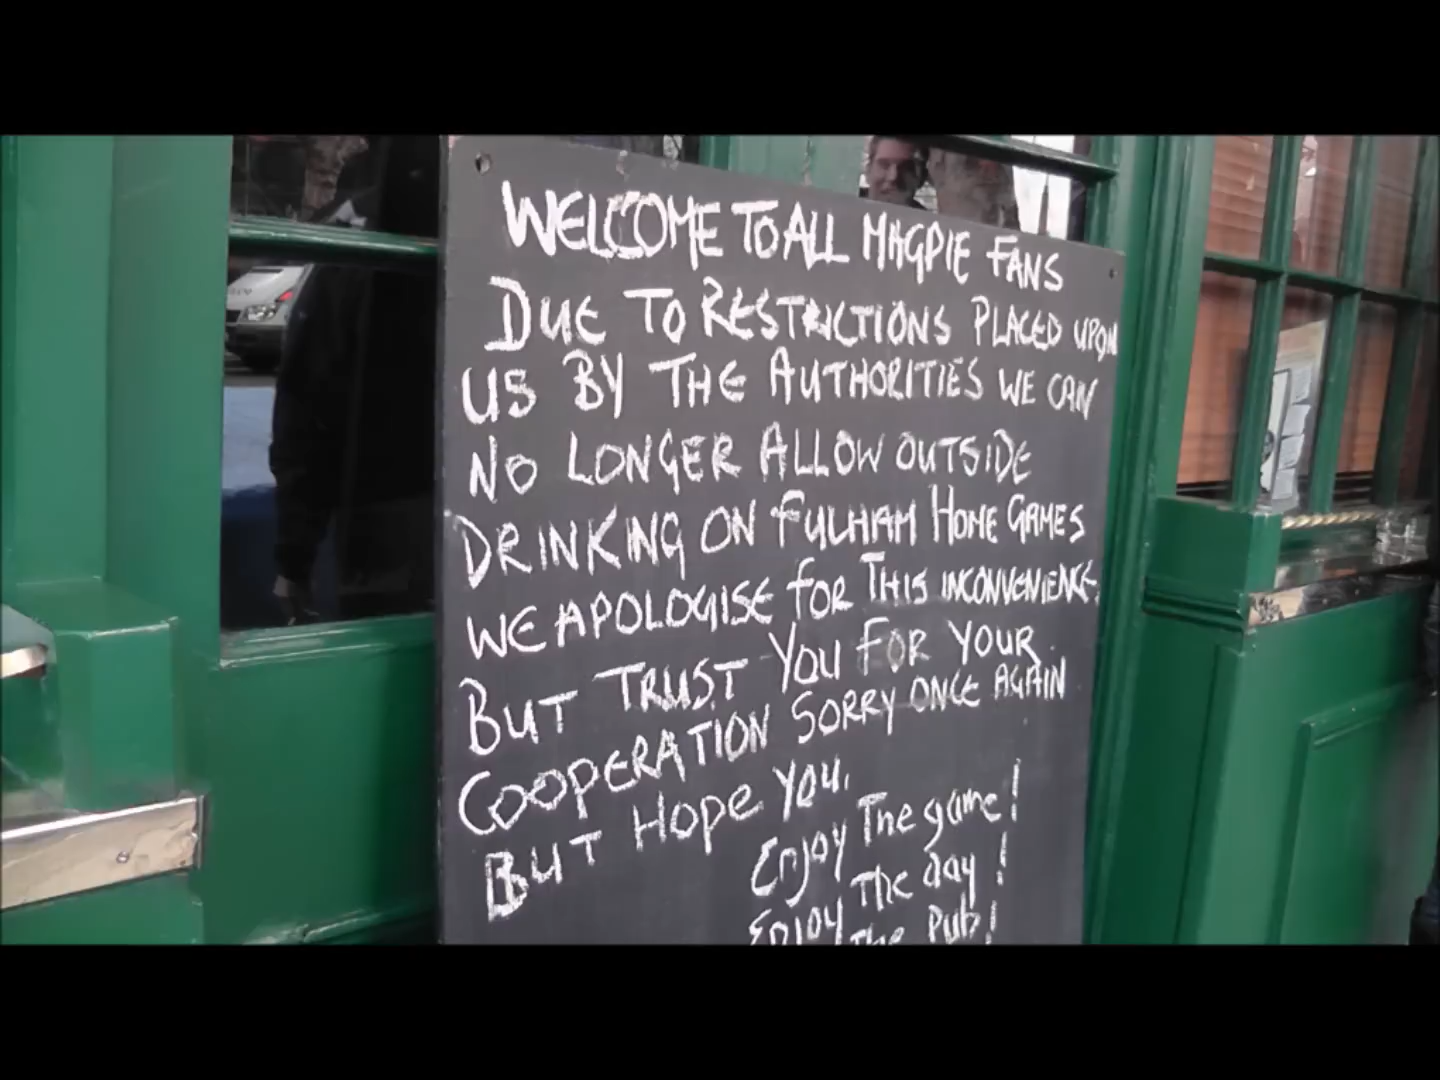 WELCOME TO ALL MAGPIE FANS
DUE TO RESTRICTIONS PLACED UPON
US BY THE AUTHORITIES WE CAN
NO LONGER ALLOW OUTSIDE
DRINKING ON FULHAM HOME GAMES
WE APOLOGISE FOR THIS INCONVENIENCE.
BUT TRUST YOU FOR YOUR
COOPERATION SORRY ONCE AGAIN
BUT HOPE YOU.
Enjoy The game!
Enjoy The day!
Enjoy The Pub!